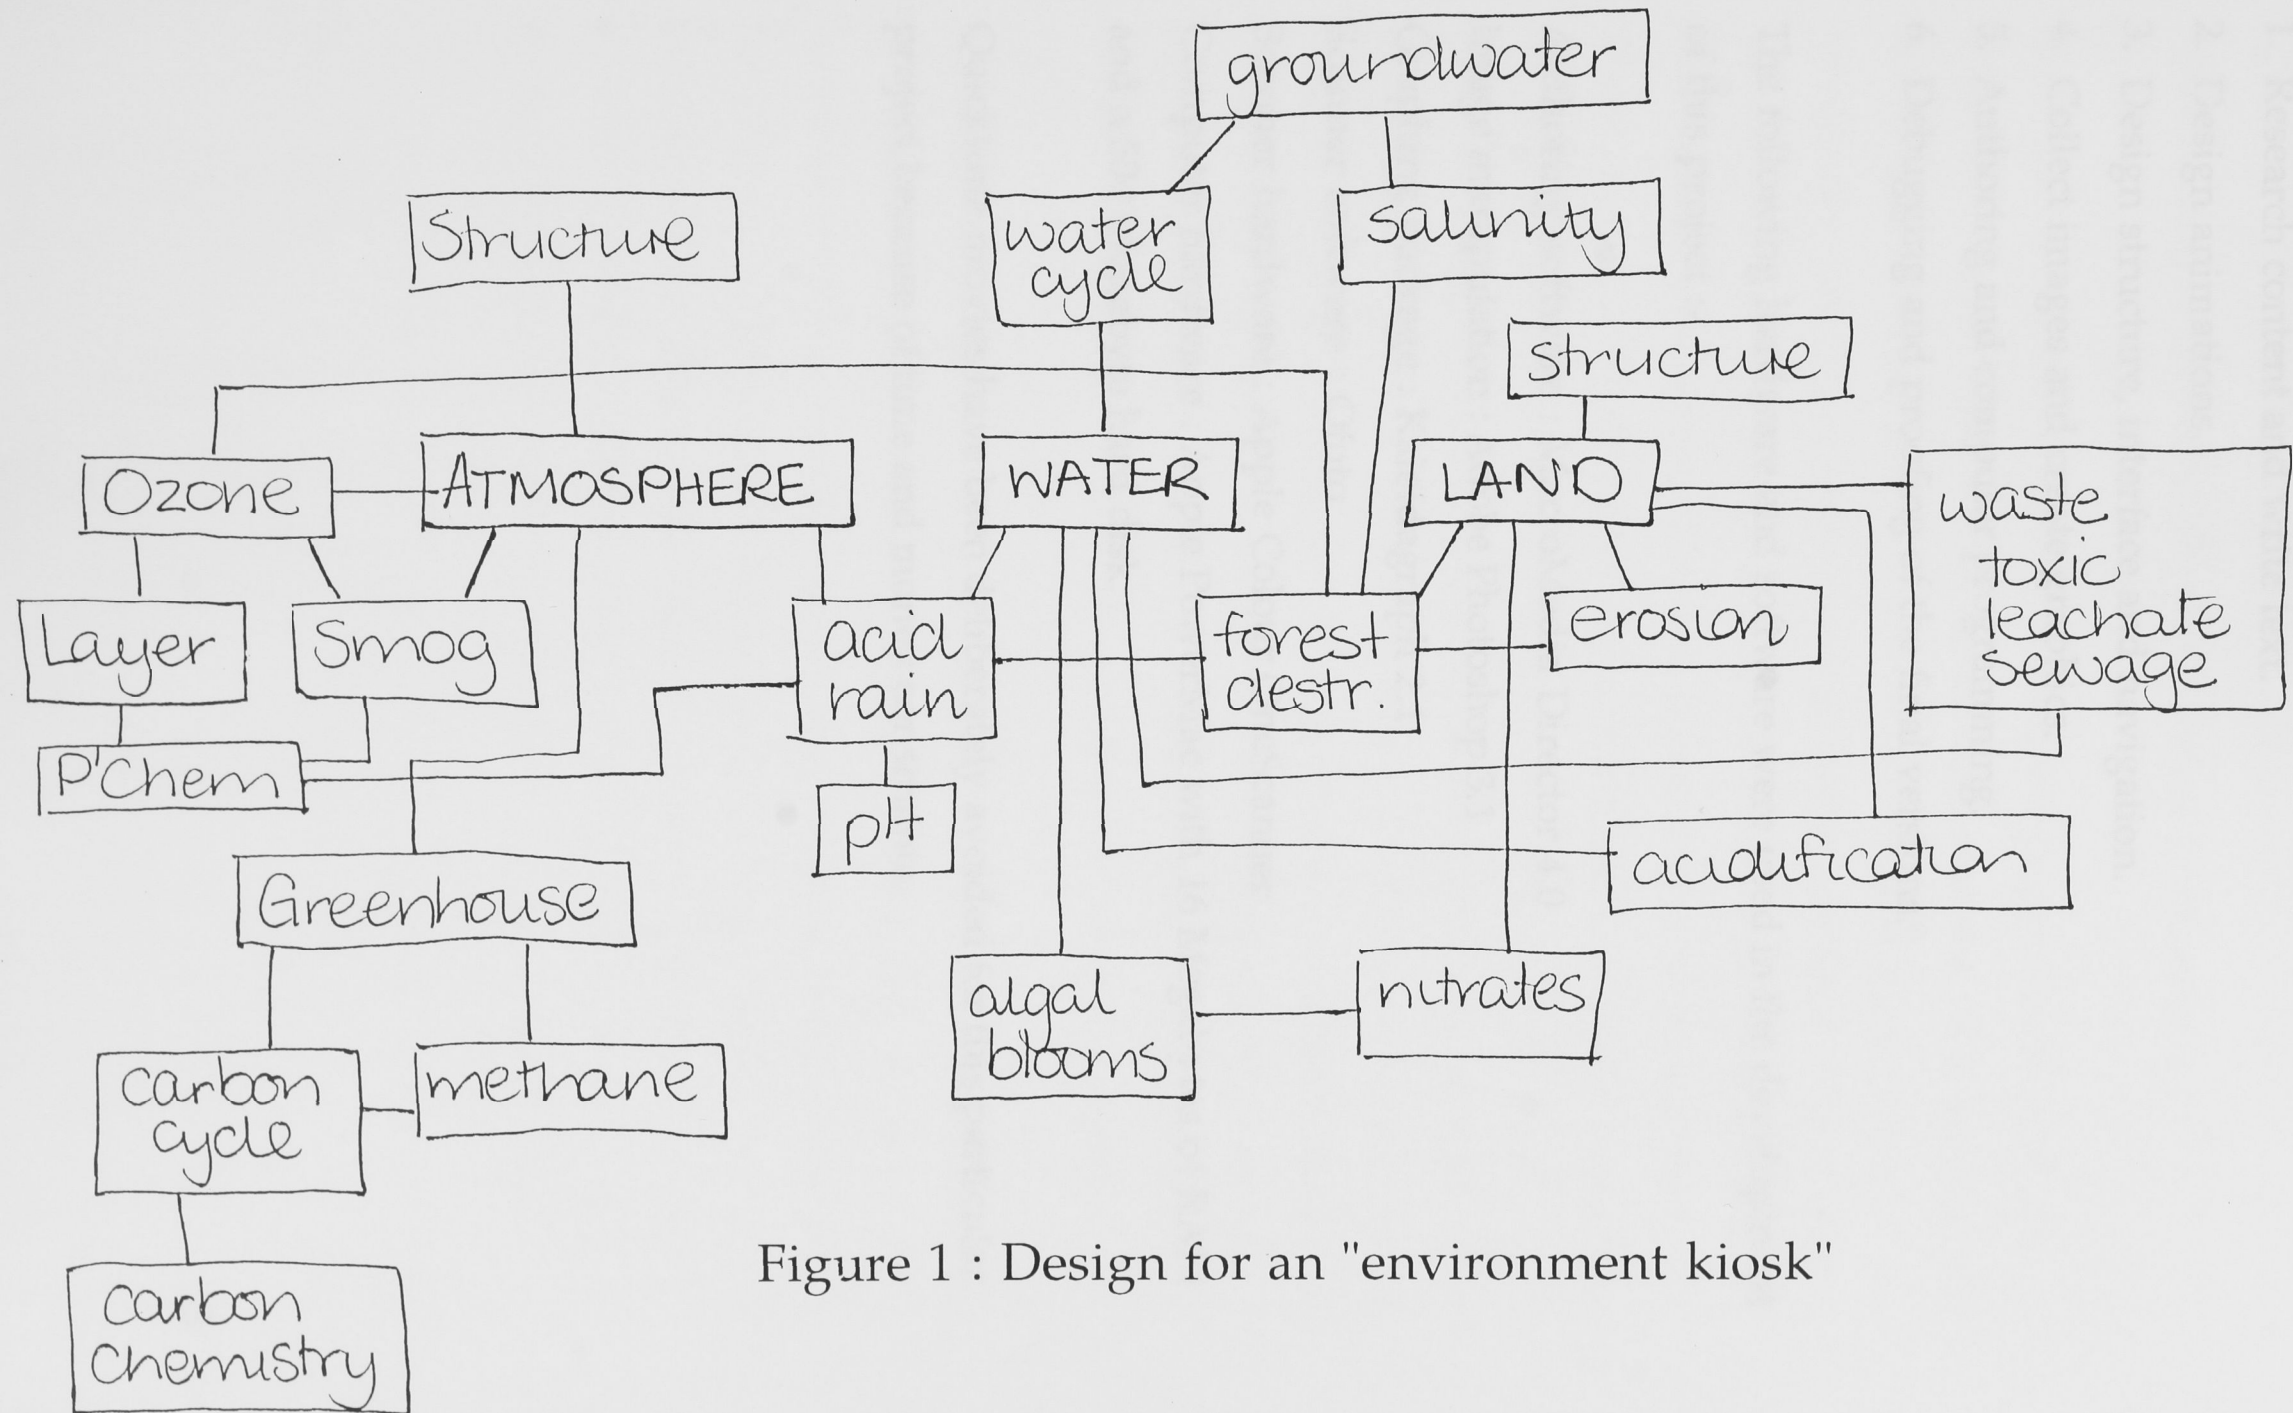 groundwater
Structure
water
cycle
salinity
structure
Ozone
ATMOSPHERE
WATER
LAND
waste
toxic
leachate
sewage
Layer
Smog
acid
rain
forest
destr.
erosion
P'Chem
pH
acidification
Greenhouse
algal
blooms
nitrates
carbon
cycle
methane
carbon
chemistry
Figure 1 : Design for an "environment kiosk"